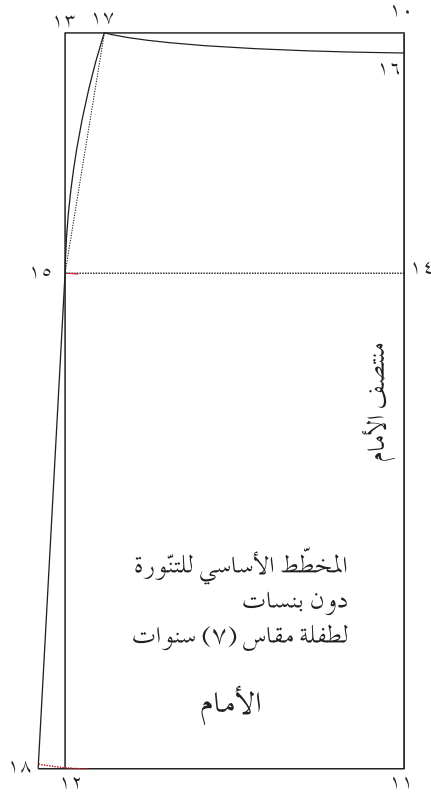 ١٠
١٧
١٣
١٦
١٤
١٥
منتصف الأمام
المخطّط الأساسي للتنّورة
دون بنسات
لطفلة مقاس (٧) سنوات
الأمام
١٨
١٢
١١